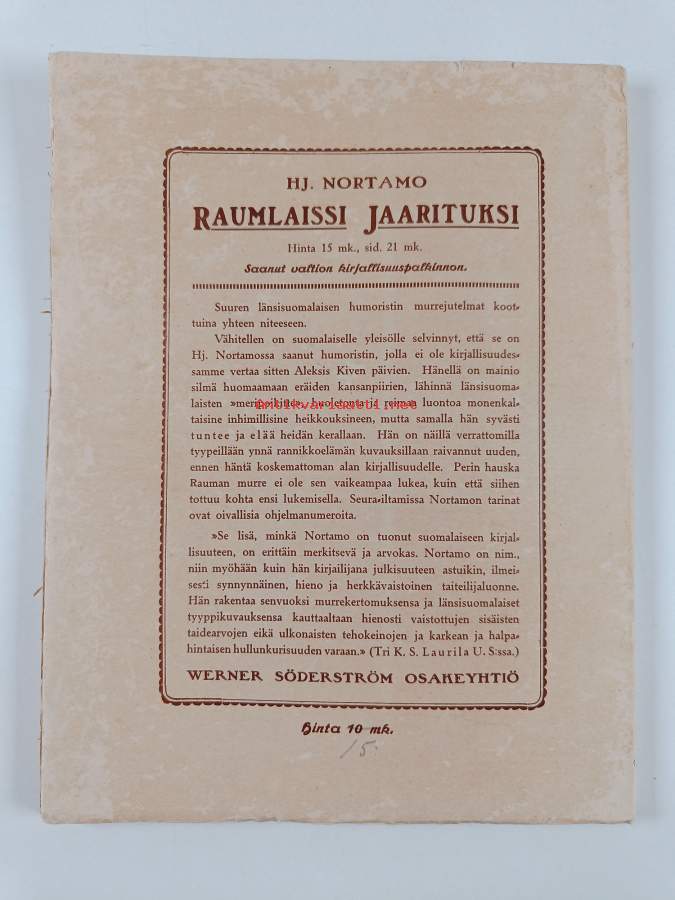 HJ. NORTAMO
RAUMLAISSI JAARITUKSI
Hinta 15 mk., sid. 21 mk.
Saanut valtion kirjallisuuspalkinnon.
Suuren länsisuomalaisen humoristin murrejutelmat koot-
tuina yhteen niteeseen.
Vähitellen on suomalaiselle yleisölle selvinnyt, että se on
Hj. Nortamossa saanut humoristin, jolla ei ole kirjallisuudes-
samme vertaa sitten Aleksis Kiven päivien. Hänellä on mainio
silmä huomaamaan eräiden kansanpiirien, lähinnä länsisuoma-
laisten »meripoikien» huoletonta ja reimaa luontoa monenkal-
antikvariaatti.net
taisine inhimillisine heikkouksineen, mutta samalla hän syvästi
tuntee ja elää heidän kerallaan. Hän on näillä verrattomilla
tyypeillään ynnä rannikkoelämän kuvauksillaan raivannut uuden,
ennen häntä koskemattoman alan kirjallisuudelle. Perin hauska
Rauman murre ei ole sen vaikeampaa lukea, kuin että siihen
tottuu kohta ensi lukemisella. Seura-iltamissa Nortamon tarinat
ovat oivallisia ohjelmanumeroita.
»Se lisä, minkä Nortamo on tuonut suomalaiseen kirjal-
lisuuteen, on erittäin merkitsevä ja arvokas. Nortamo on nim.,
niin myöhään kuin hän kirjailijana julkisuuteen astuikin, ilmei-
sesti synnynnäinen, hieno ja herkkävaistoinen taiteilijaluonne.
Hän rakentaa senvuoksi murrekertomuksensa ja länsisuomalaiset
tyyppikuvauksensa kauttaaltaan hienosti vaistottujen sisäisten
taidearvojen eikä ulkonaisten tehokeinojen ja karkean ja halpa-
hintaisen hullunkurisuuden varaan.» (Tri K. S. Laurila U. S:ssa.)
WERNER SÖDERSTRÖM OSAKEYHTIÖ
Hinta 10 mk.
15.